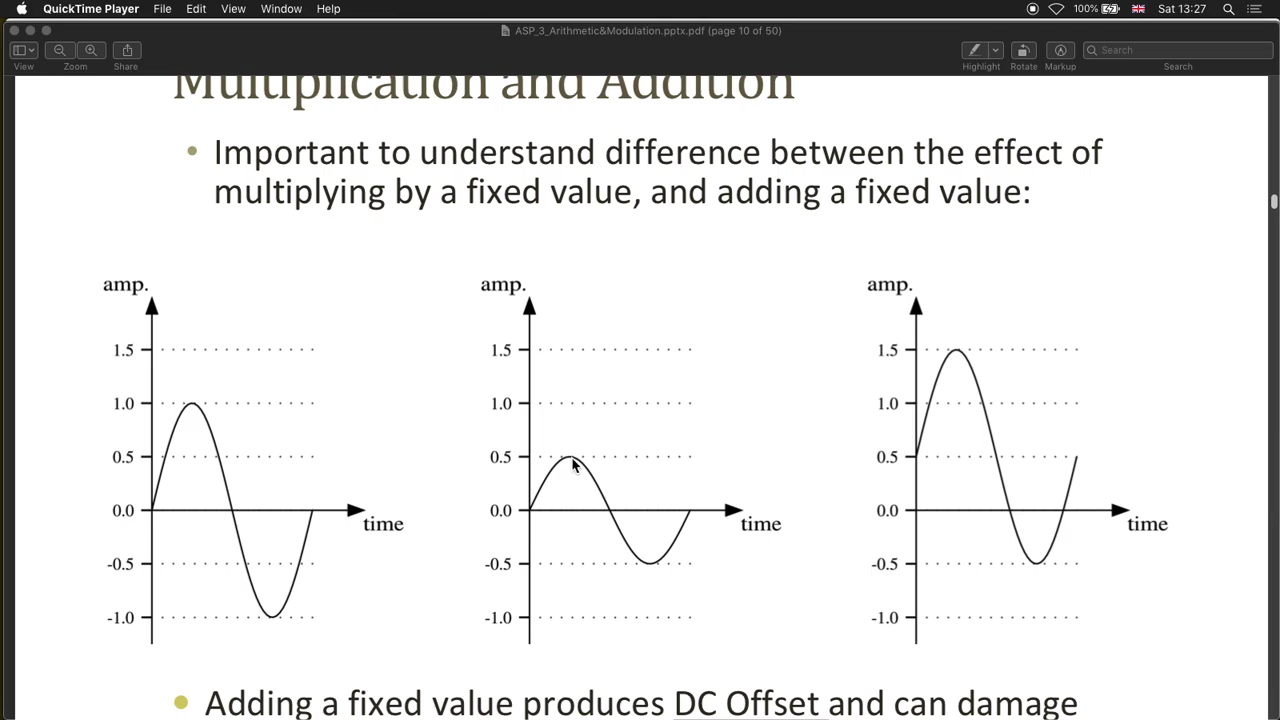 QuickTime Player File Edit View Window Help 100% Sat 13:27
ASP_3_Arithmetic&Modulation.pptx.pdf (page 10 of 50)
View Zoom Share Highlight Rotate Markup Search
Search
Multiplication and Addition
• Important to understand difference between the effect of
multiplying by a fixed value, and adding a fixed value:
amp.
1.5
1.0
0.5
0.0
-0.5
-1.0
time
amp.
1.5
1.0
0.5
0.0
-0.5
-1.0
time
amp.
1.5
1.0
0.5
0.0
-0.5
-1.0
time
• Adding a fixed value produces DC Offset and can damage